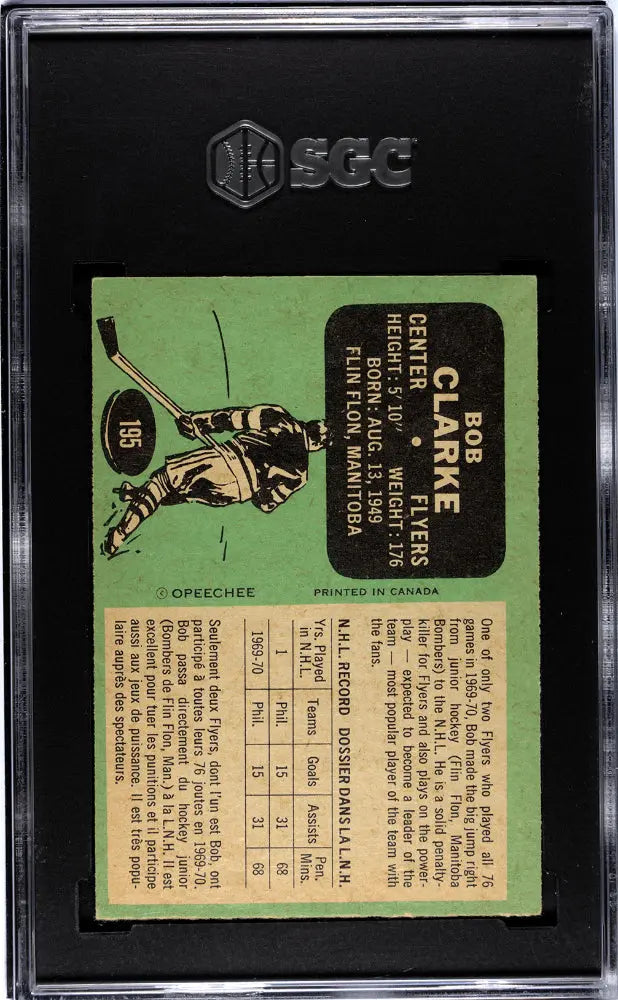 SGC
BOB
CLARKE
CENTER • FLYERS
HEIGHT: 5' 10" WEIGHT: 176
BORN: AUG. 13, 1949
FLIN FLON, MANITOBA
195
© OPEECHEE PRINTED IN CANADA
One of only two Flyers who played all 76
games in 1969-70, Bob made the big jump right
from junior hockey (Flin Flon, Manitoba
Bombers) to the N.H.L. He is a solid penalty-
killer for Flyers and also plays on the power-
play — expected to become a leader of the
team — most popular player of the team with
the fans.
N.H.L. RECORD DOSSIER DANS LA L.N.H.
Yrs. Played Teams Goals Assists Pen.
in N.H.L. Mins.
1 Phil. 15 31 68
1969-70 Phil. 15 31 68
Seulement deux Flyers, dont l'un est Bob, ont
participé à toutes leurs 76 joutes en 1969-70.
Bob passa directement du hockey junior
(Bombers de Flin Flon, Man.) à la L.N.H. Il est
excellent pour tuer les punitions et il participe
aussi aux jeux de puissance. Il est très popu-
laire auprès des spectateurs.